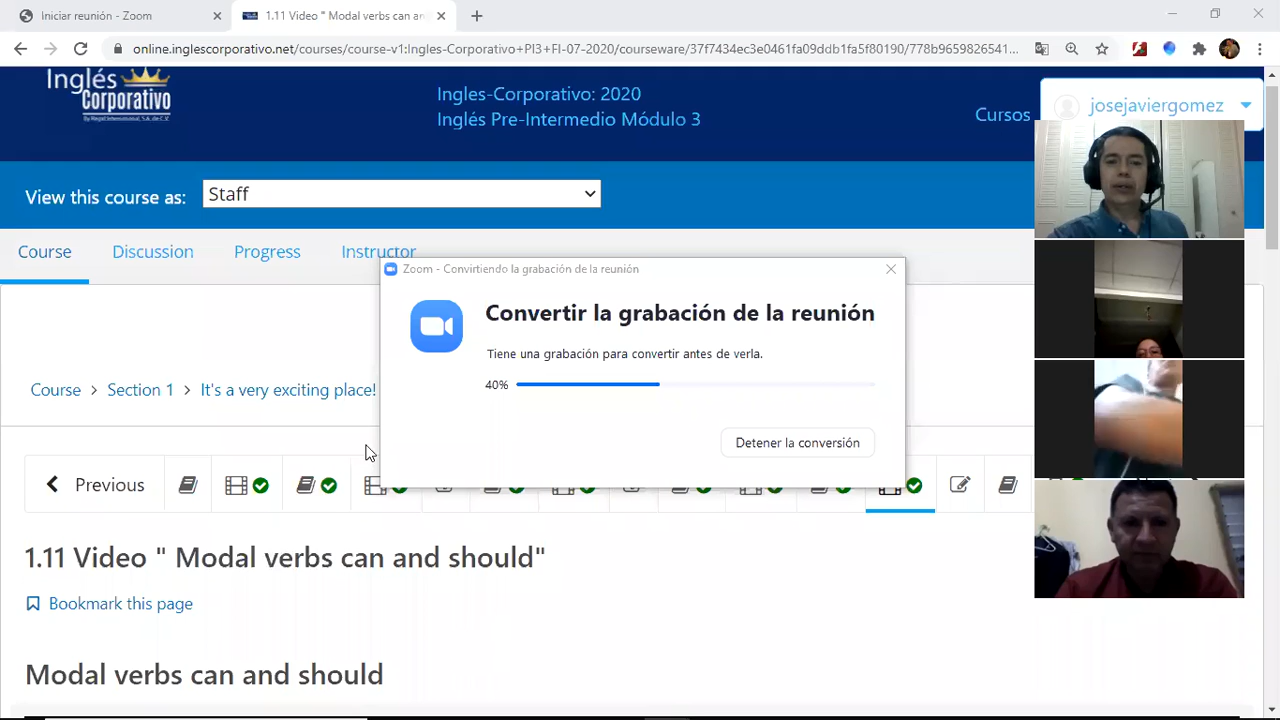 Iniciar reunión - Zoom
1.11 Video " Modal verbs can and
online.inglescorporativo.net/courses/course-v1:Ingles-Corporativo+PI3+FI-07-2020/courseware/37f7434ec3e0461fa09ddb1fa5f80190/778b9659826541...
Inglés
Corporativo
Ingles-Corporativo: 2020
Inglés Pre-Intermedio Módulo 3
Cursos
josejaviergomez
View this course as:
Staff
Course
Discussion
Progress
Instructor
Zoom - Convirtiendo la grabación de la reunión
Convertir la grabación de la reunión
Tiene una grabación para convertir antes de verla.
40%
Detener la conversión
Course > Section 1 > It's a very exciting place!
Previous
1.11 Video " Modal verbs can and should"
Bookmark this page
Modal verbs can and should